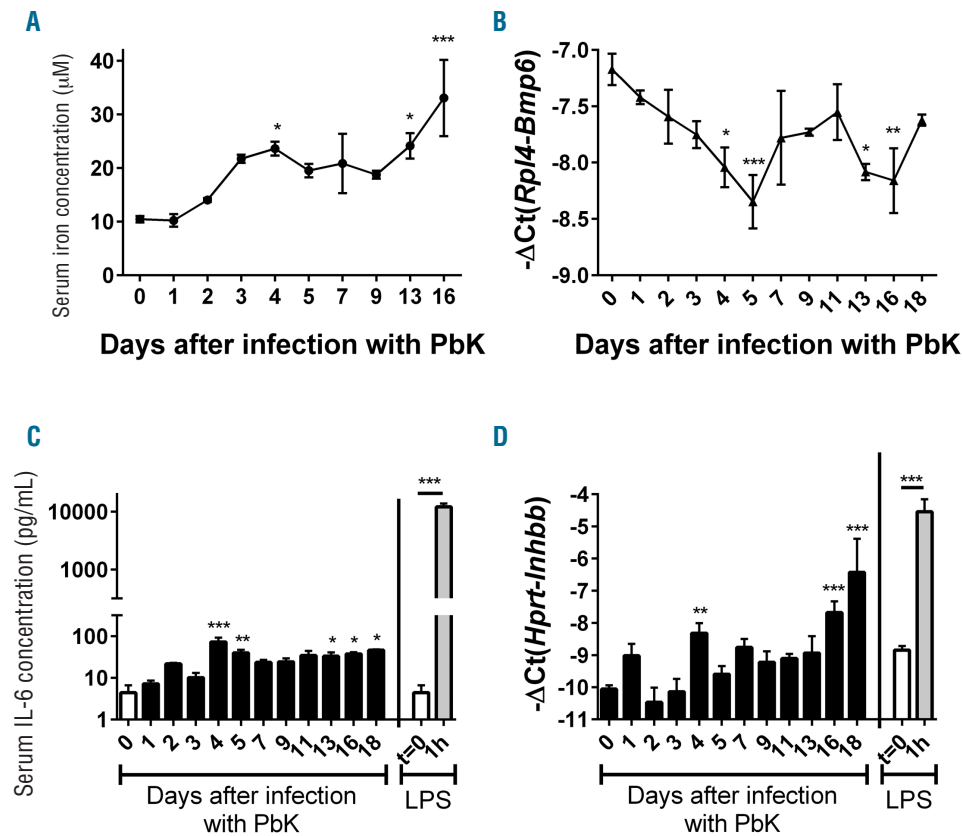 A
Serum iron concentration (μM)
40
30
20
10
0
*
*
***
0 1 2 3 4 5 7 9 13 16
Days after infection with PbK
B
-ΔCt(Rpl4-Bmp6)
-7.0
-7.5
-8.0
-8.5
-9.0
*
***
*
**
0 1 2 3 4 5 7 9 11 13 16 18
Days after infection with PbK
C
Serum IL-6 concentration (pg/mL)
10000
1000
100
10
1
***
**
*
*
*
***
0 1 2 3 4 5 7 9 11 13 16 18
t=0 1h
Days after infection
with PbK
LPS
D
-ΔCt(Hprt-Inhbb)
-4
-5
-6
-7
-8
-9
-10
-11
**
***
***
***
0 1 2 3 4 5 7 9 11 13 16 18
t=0 1h
Days after infection
with PbK
LPS